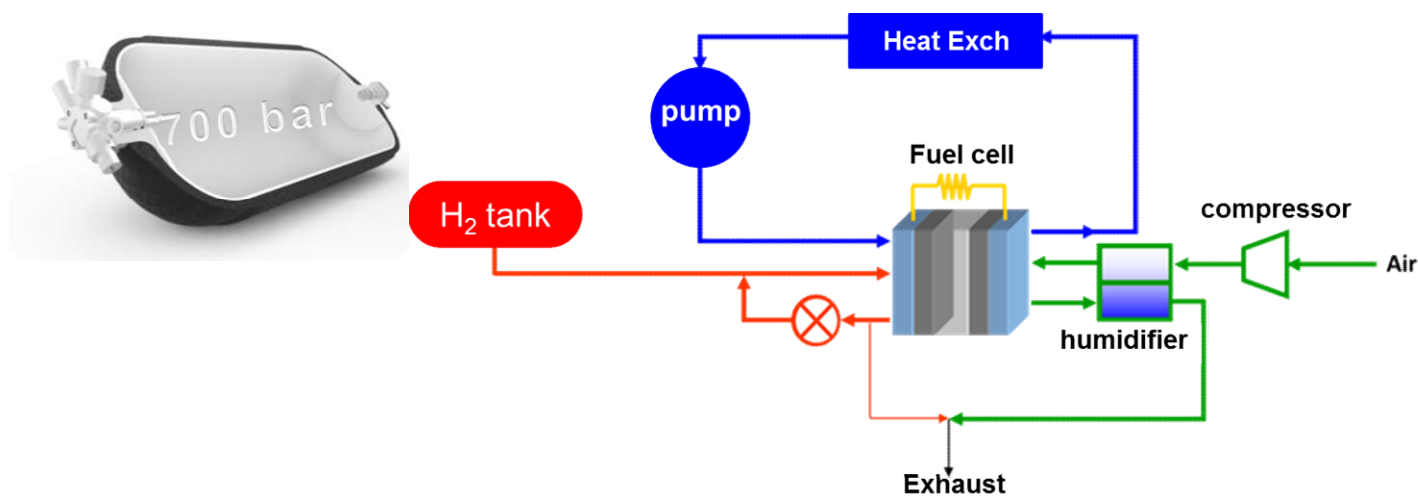 700 bar
Heat Exch
pump
Fuel cell
H₂ tank
compressor
Air
humidifier
Exhaust